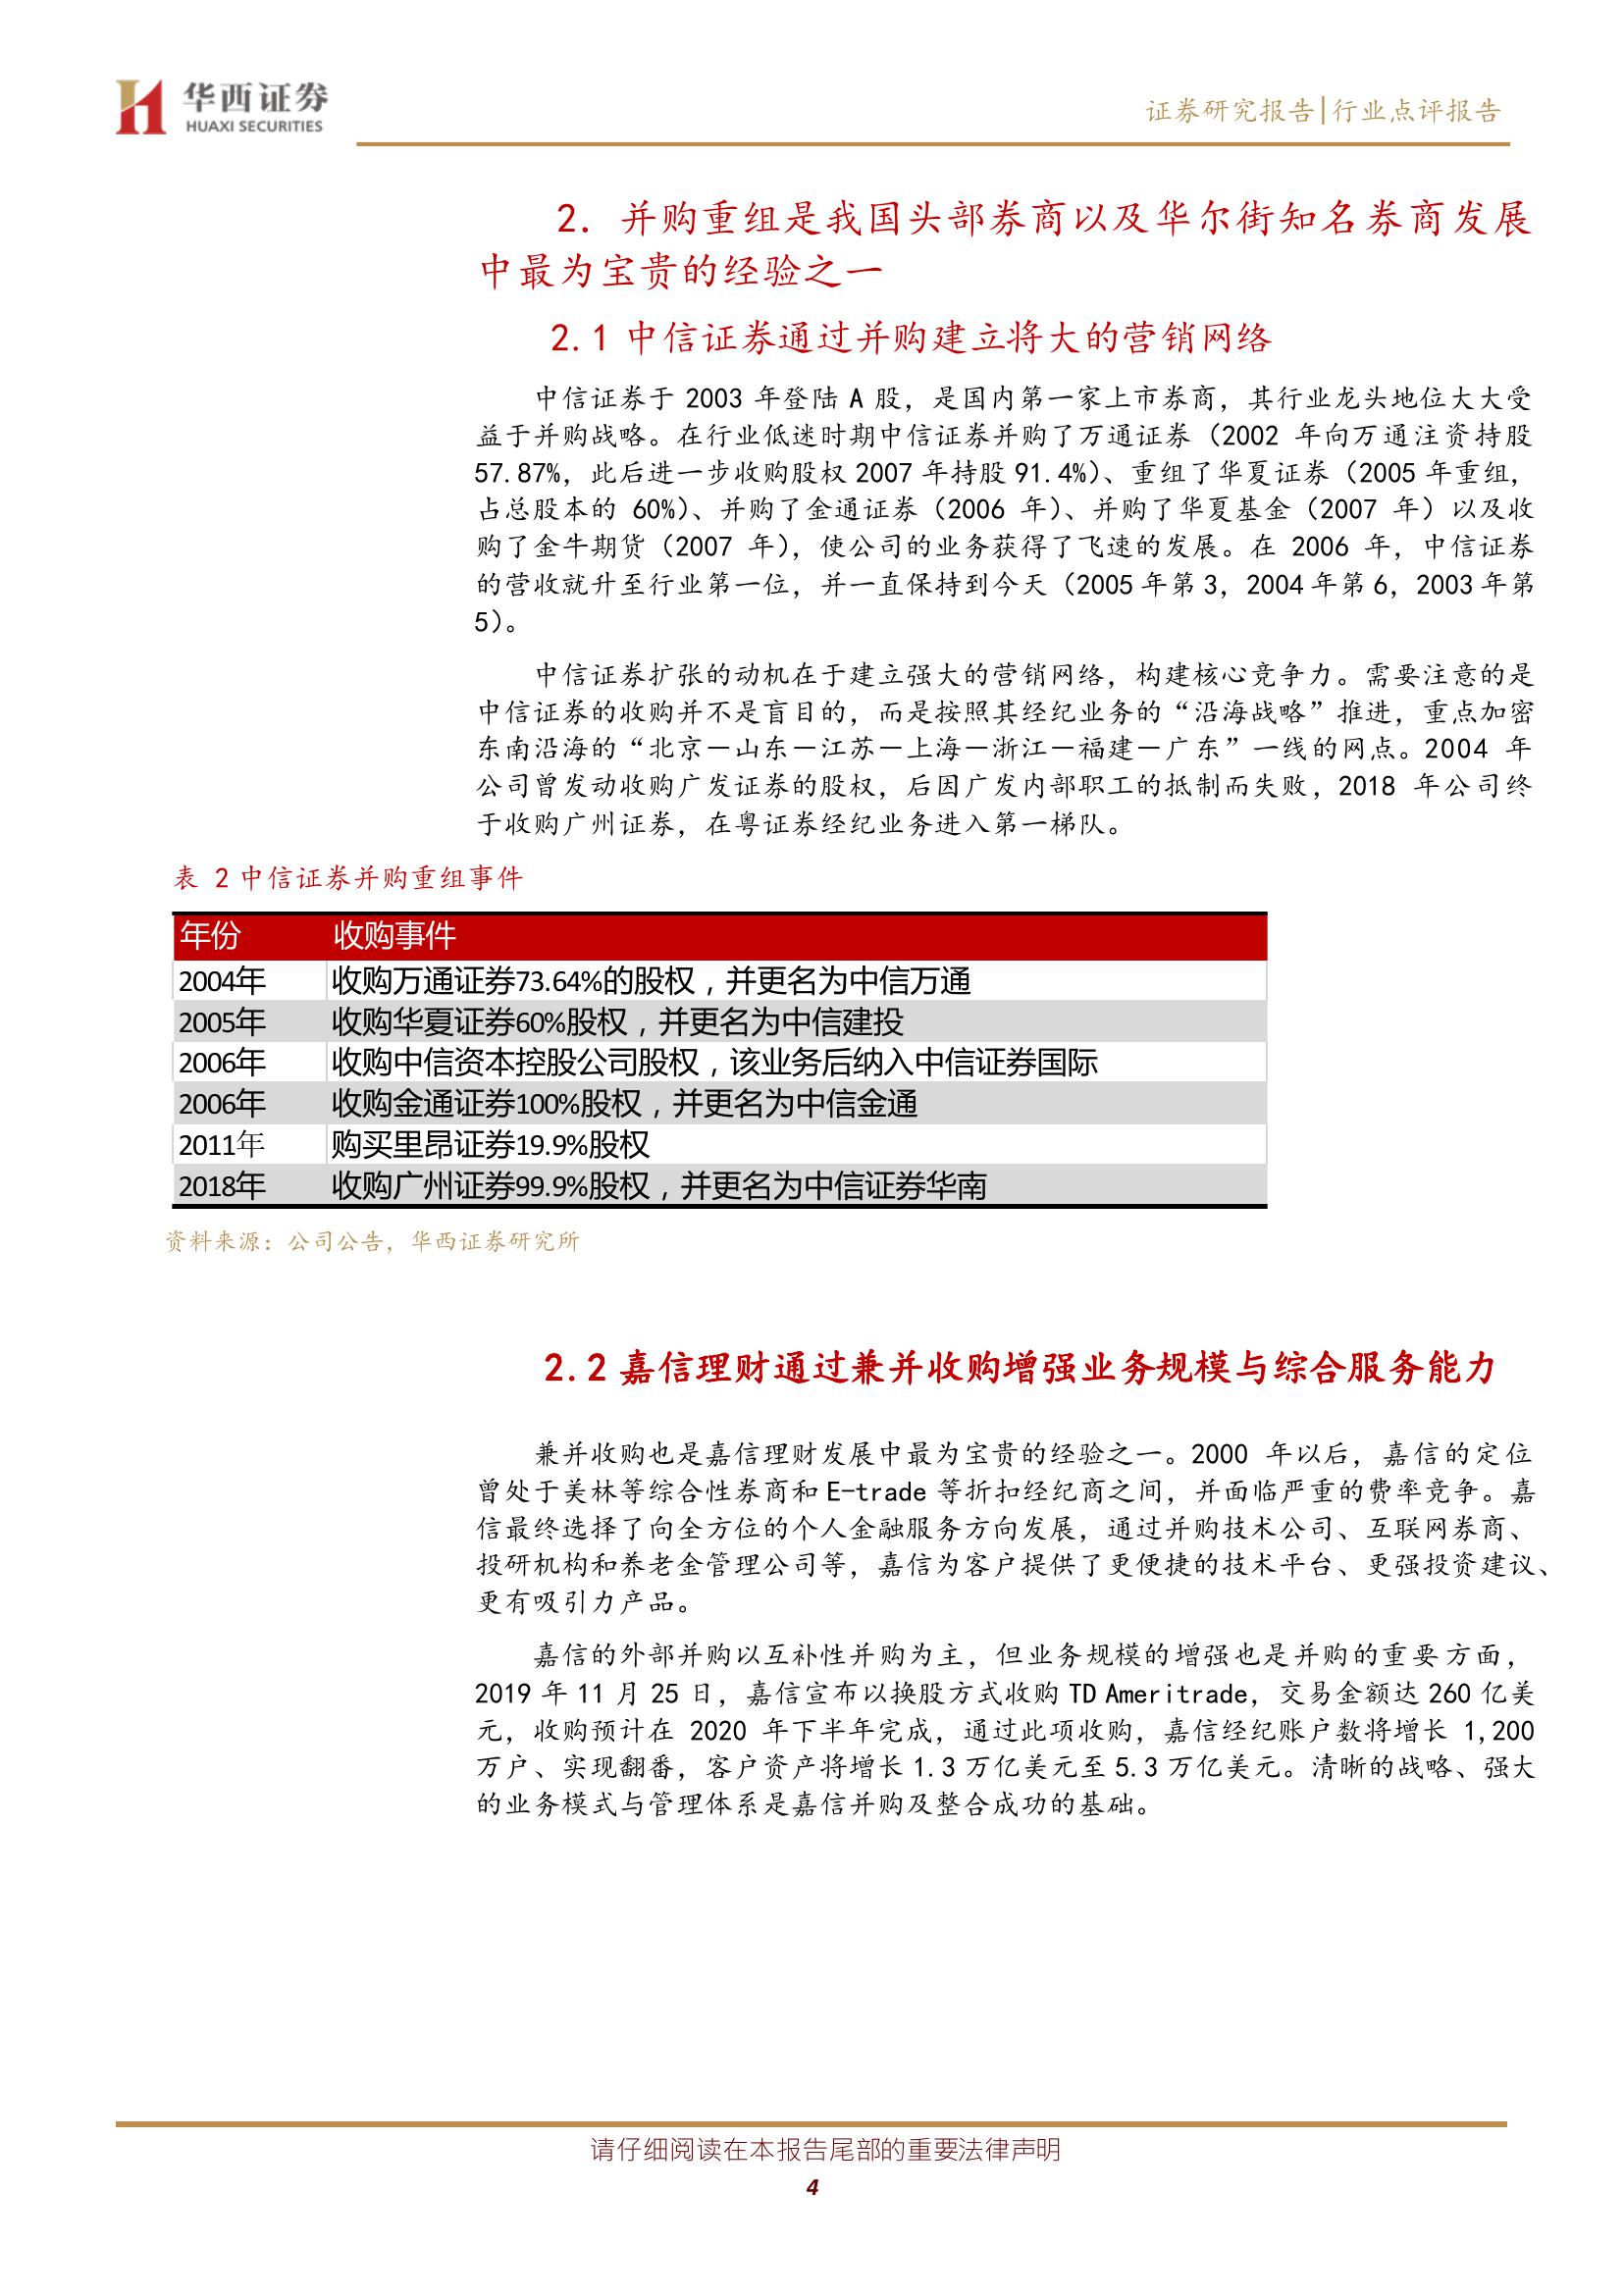 华西证券
HUAXI SECURITIES
证券研究报告|行业点评报告
2. 并购重组是我国头部券商以及华尔街知名券商发展
中最为宝贵的经验之一
2.1 中信证券通过并购建立将大的营销网络
中信证券于 2003 年登陆 A 股，是国内第一家上市券商，其行业龙头地位大大受
益于并购战略。在行业低迷时期中信证券并购了万通证券（2002 年向万通注资持股
57.87%，此后进一步收购股权 2007 年持股 91.4%）、重组了华夏证券（2005 年重组，
占总股本的 60%）、并购了金通证券（2006 年）、并购了华夏基金（2007 年）以及收
购了金牛期货（2007 年），使公司的业务获得了飞速的发展。在 2006 年，中信证券
的营收就升至行业第一位，并一直保持到今天（2005 年第 3，2004 年第 6，2003 年第
5）。
中信证券扩张的动机在于建立强大的营销网络，构建核心竞争力。需要注意的是
中信证券的收购并不是盲目的，而是按照其经纪业务的“沿海战略”推进，重点加密
东南沿海的“北京－山东－江苏－上海－浙江－福建－广东”一线的网点。2004 年
公司曾发动收购广发证券的股权，后因广发内部职工的抵制而失败，2018 年公司终
于收购广州证券，在粤证券经纪业务进入第一梯队。
表 2 中信证券并购重组事件
年份 收购事件
2004年 收购万通证券73.64%的股权，并更名为中信万通
2005年 收购华夏证券60%股权，并更名为中信建投
2006年 收购中信资本控股公司股权，该业务后纳入中信证券国际
2006年 收购金通证券100%股权，并更名为中信金通
2011年 购买里昂证券19.9%股权
2018年 收购广州证券99.9%股权，并更名为中信证券华南
资料来源：公司公告，华西证券研究所
2.2 嘉信理财通过兼并收购增强业务规模与综合服务能力
兼并收购也是嘉信理财发展中最为宝贵的经验之一。2000 年以后，嘉信的定位
曾处于美林等综合性券商和 E-trade 等折扣经纪商之间，并面临严重的费率竞争。嘉
信最终选择了向全方位的个人金融服务方向发展，通过并购技术公司、互联网券商、
投研机构和养老金管理公司等，嘉信为客户提供了更便捷的技术平台、更强投资建议、
更有吸引力产品。
嘉信的外部并购以互补性并购为主，但业务规模的增强也是并购的重要方面，
2019 年 11 月 25 日，嘉信宣布以换股方式收购 TD Ameritrade，交易金额达 260 亿美
元，收购预计在 2020 年下半年完成，通过此项收购，嘉信经纪账户数将增长 1,200
万户、实现翻番，客户资产将增长 1.3 万亿美元至 5.3 万亿美元。清晰的战略、强大
的业务模式与管理体系是嘉信并购及整合成功的基础。
请仔细阅读在本报告尾部的重要法律声明
4